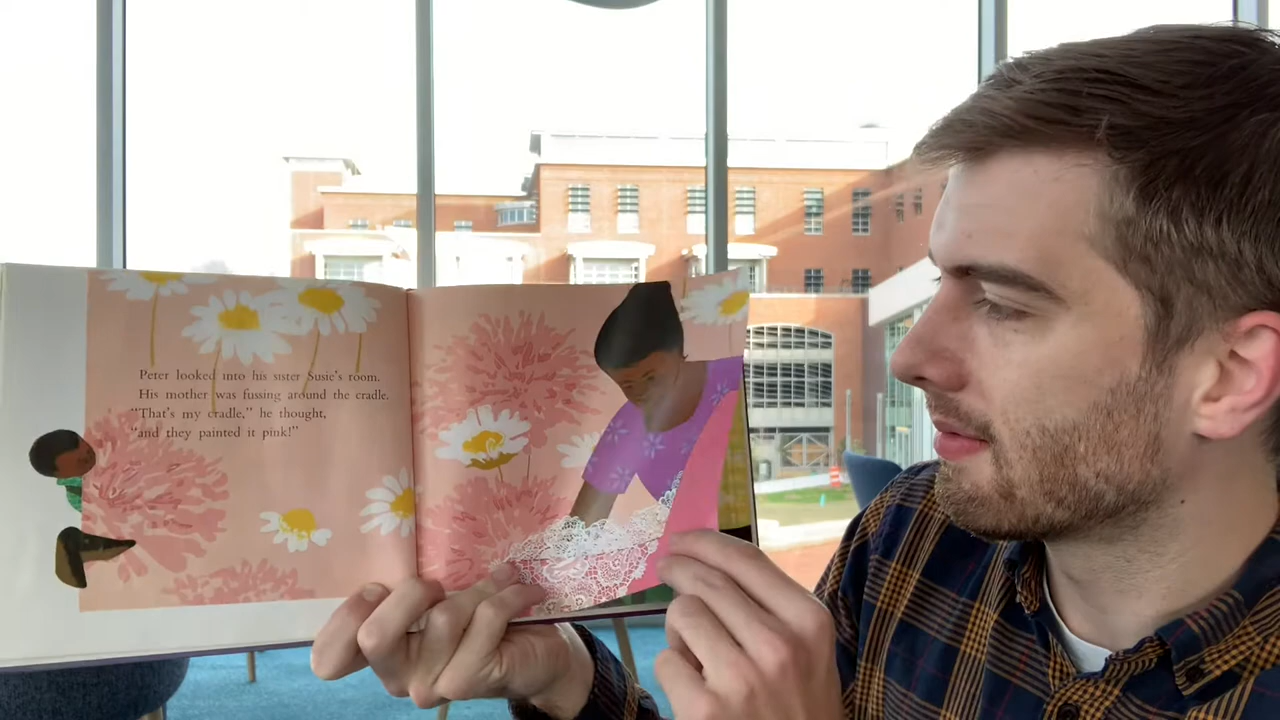 Peter looked into his sister Susie's room.
His mother was fussing around the cradle.
"That's my cradle," he thought,
"and they painted it pink!"